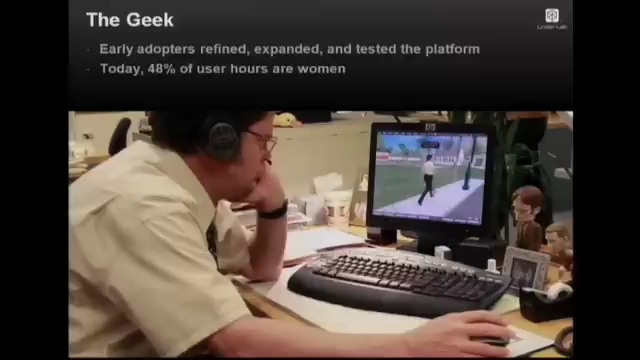 The Geek
Early adopters refined, expanded, and tested the platform
Today, 48% of user hours are women